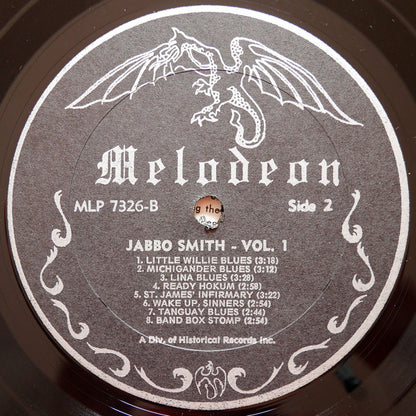 Melodeon
MLP 7326-B
Side 2
JABBO SMITH - VOL. 1
1. LITTLE WILLIE BLUES (3:18)
2. MICHIGANDER BLUES (3:12)
3. LINA BLUES (3:28)
4. READY HOKUM (2:58)
5. ST. JAMES' INFIRMARY (3:22)
6. WAKE UP, SINNERS (2:54)
7. TANGUAY BLUES (2:44)
8. BAND BOX STOMP (2:54)
A Div. of Historical Records Inc.